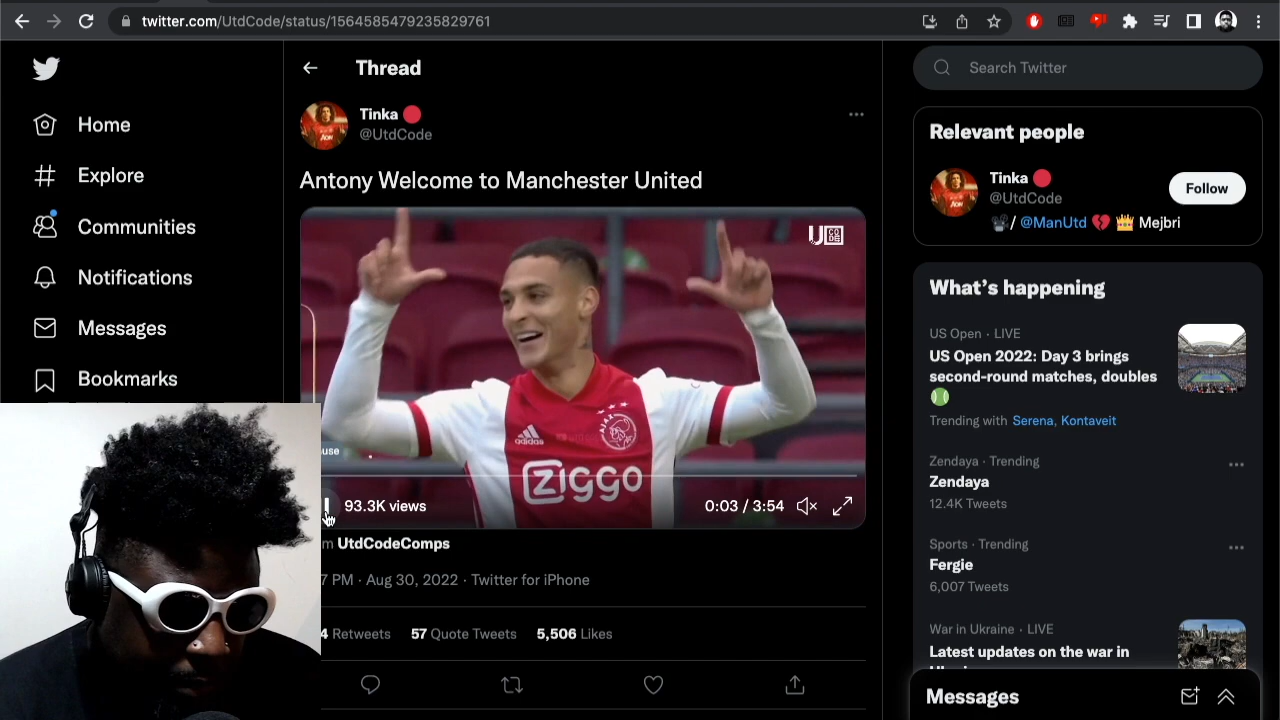 twitter.com/UtdCode/status/1564585479235829761
Thread
Search Twitter
Home
Explore
Communities
Notifications
Messages
Bookmarks
Tinka
@UtdCode
Antony Welcome to Manchester United
adidas
AJAX
ZIGGO
93.3K views
0:03 / 3:54
UtdCodeComps
PM · Aug 30, 2022 · Twitter for iPhone
Retweets 57 Quote Tweets 5,506 Likes
Relevant people
Tinka
@UtdCode
Follow
/ @ManUtd Mejbri
What's happening
US Open · LIVE
US Open 2022: Day 3 brings
second-round matches, doubles
Trending with Serena, Kontaveit
Zendaya · Trending
Zendaya
12.4K Tweets
Sports · Trending
Fergie
6,007 Tweets
War in Ukraine · LIVE
Latest updates on the war in
Messages